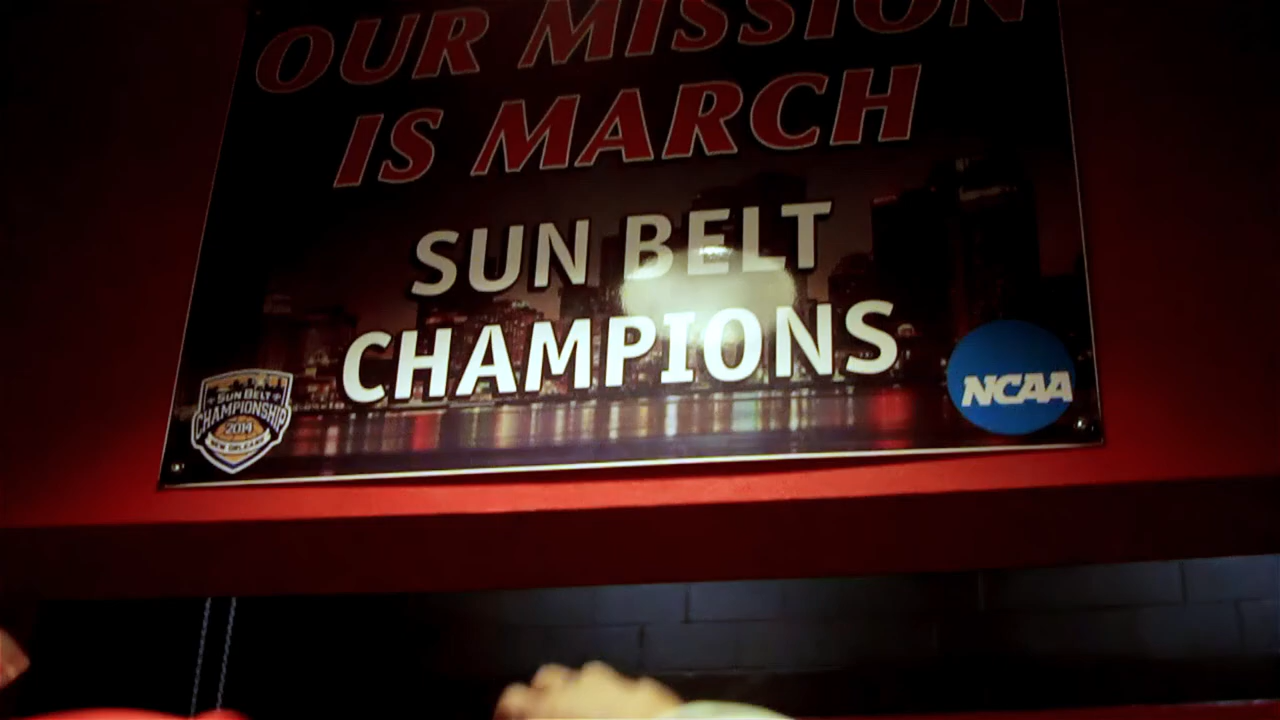 OUR MISSION
IS MARCH
SUN BELT
CHAMPIONS
SUN BELT
CHAMPIONSHIP
2014
NEW ORLEANS
NCAA